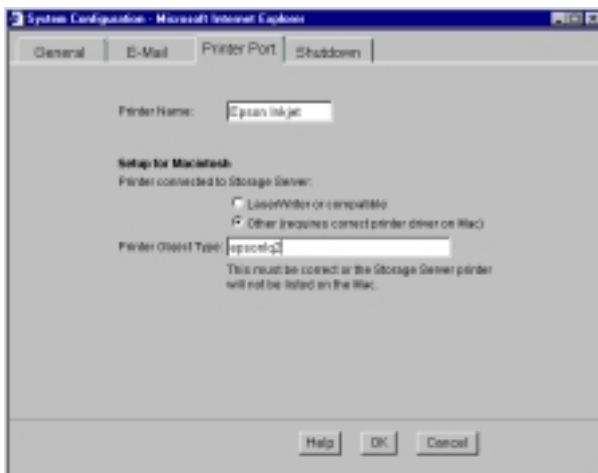 System Configuration - Microsoft Internet Explorer
General E-Mail Printer Port Shutdown
Printer Name: Epson Inkjet
Setup for Macintosh
Printer connected to Storage Server:
LaserWriter or compatible
Other (requires correct printer driver on Mac)
Printer Object Type: epsonlq2
This must be correct or the Storage Server printer
will not be listed on the Mac.
Help OK Cancel